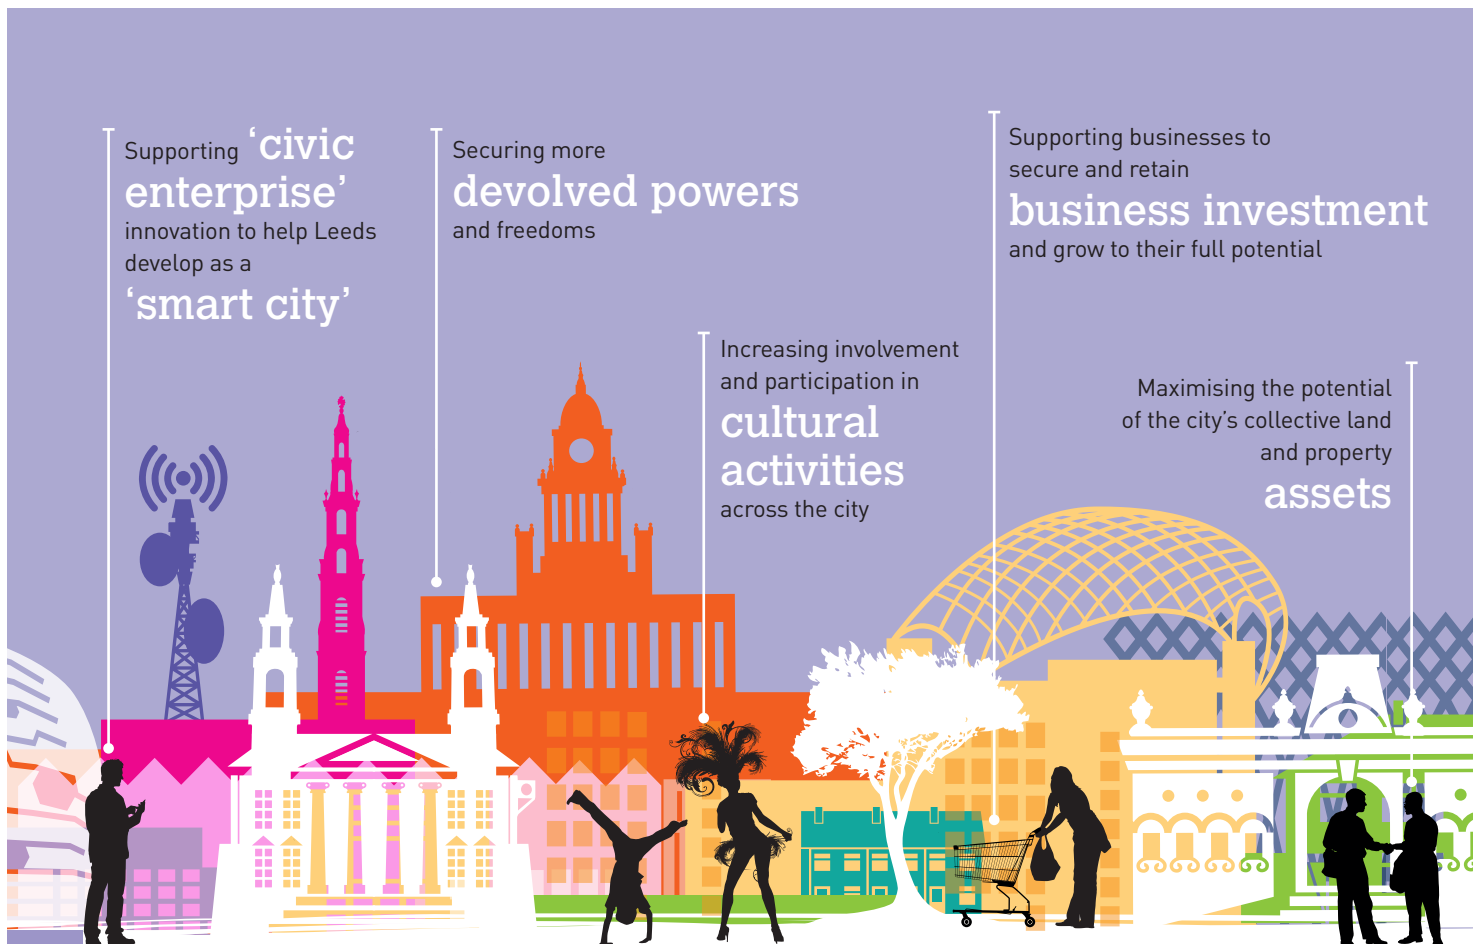 Supporting ‘civic
enterprise’
innovation to help Leeds
develop as a
‘smart city’
Securing more
devolved powers
and freedoms
Increasing involvement
and participation in
cultural
activities
across the city
Supporting businesses to
secure and retain
business investment
and grow to their full potential
Maximising the potential
of the city’s collective land
and property
assets